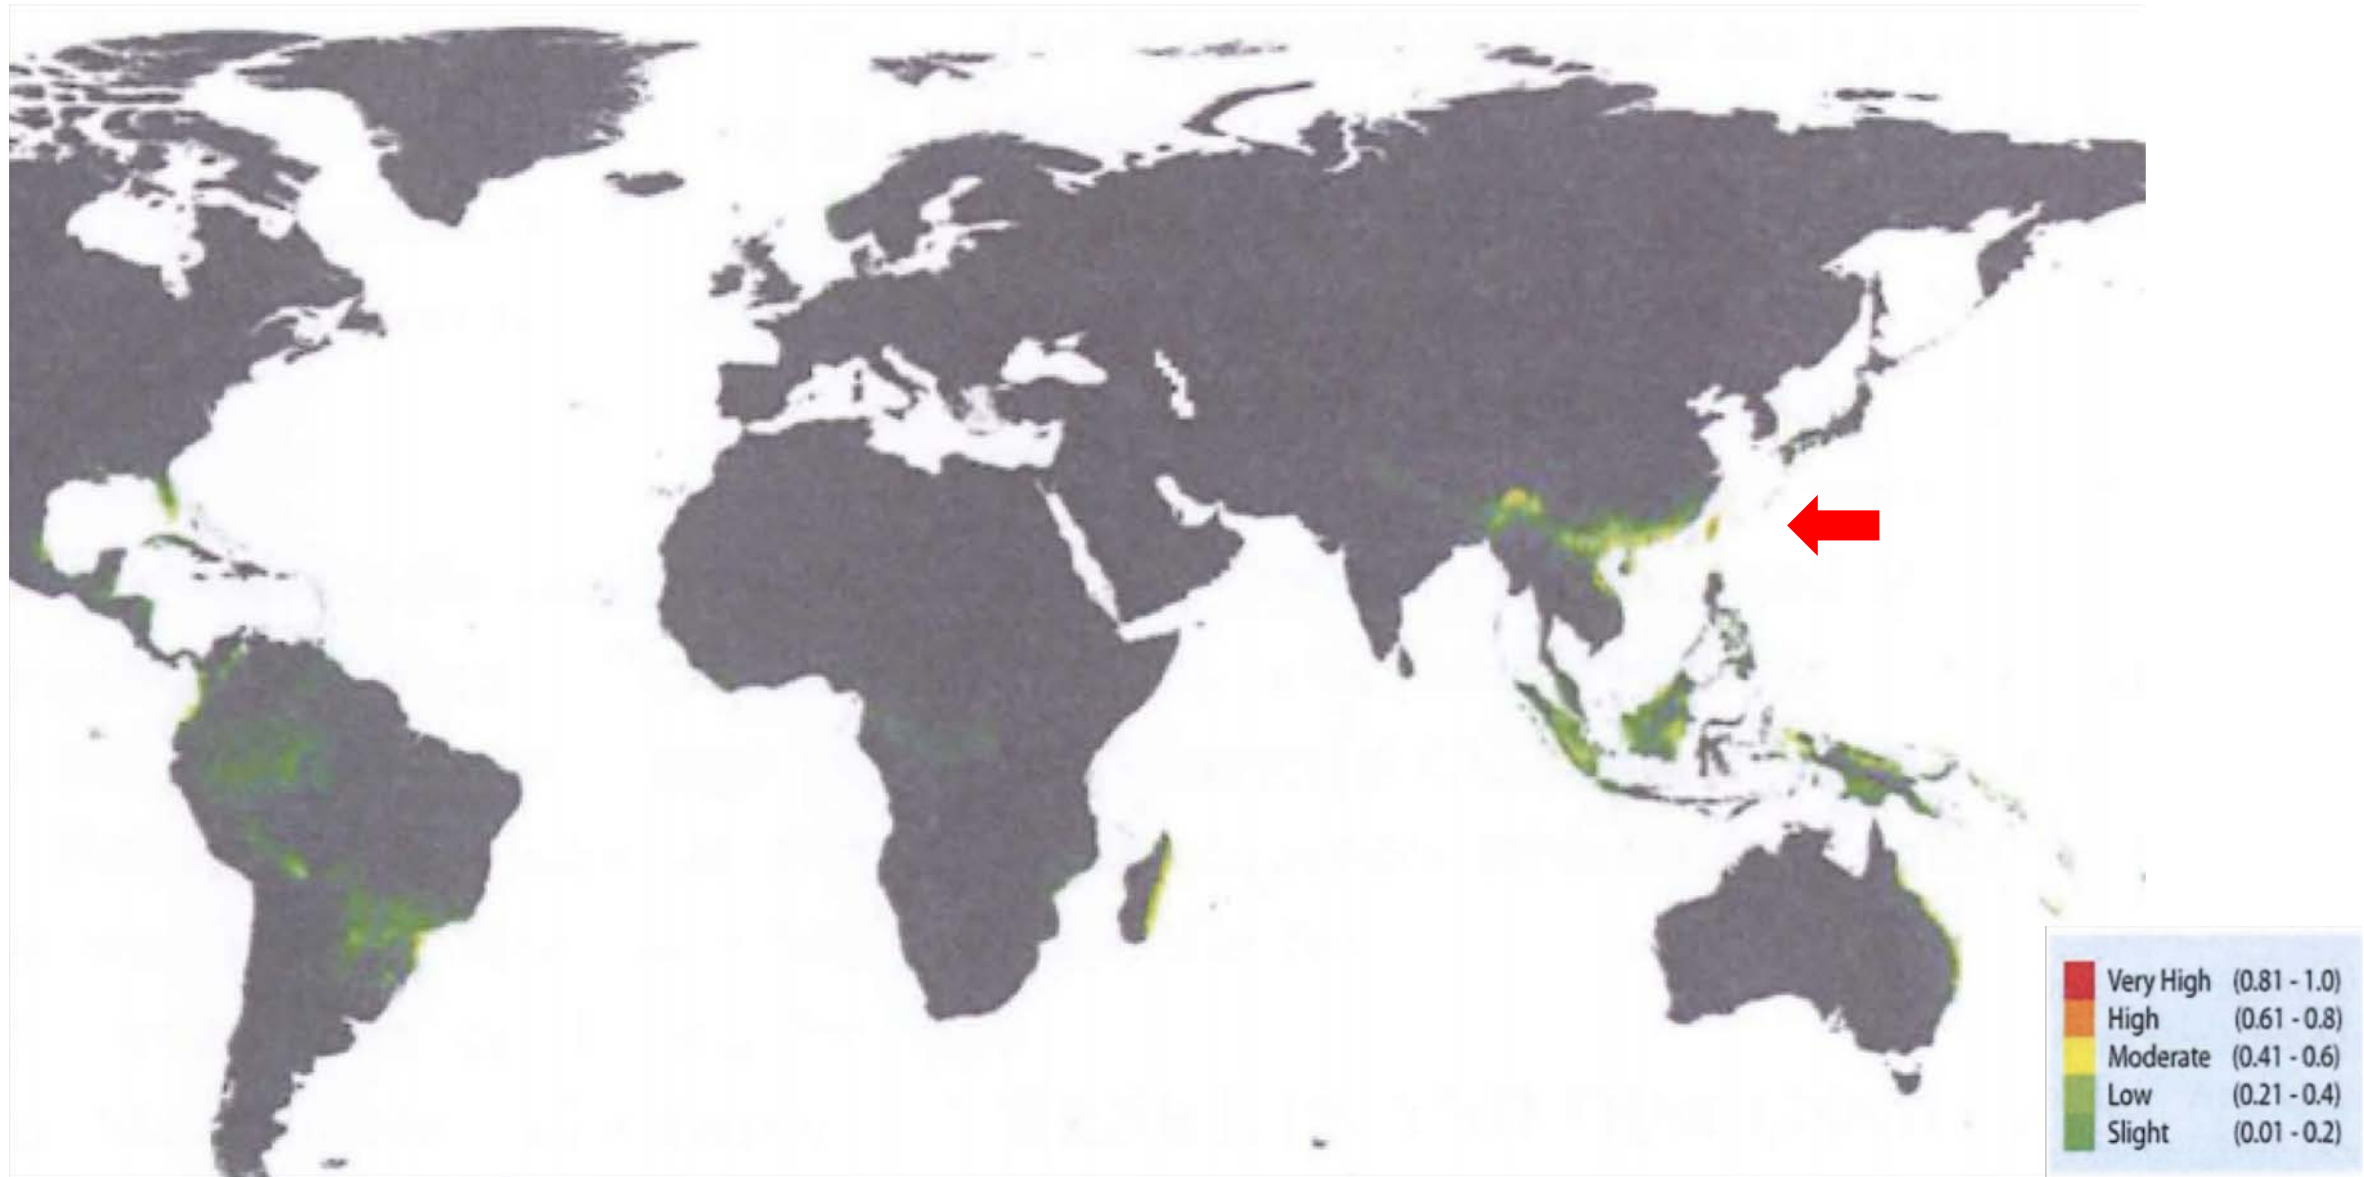 Very High (0.81 - 1.0)
High (0.61 - 0.8)
Moderate (0.41 - 0.6)
Low (0.21 - 0.4)
Slight (0.01 - 0.2)